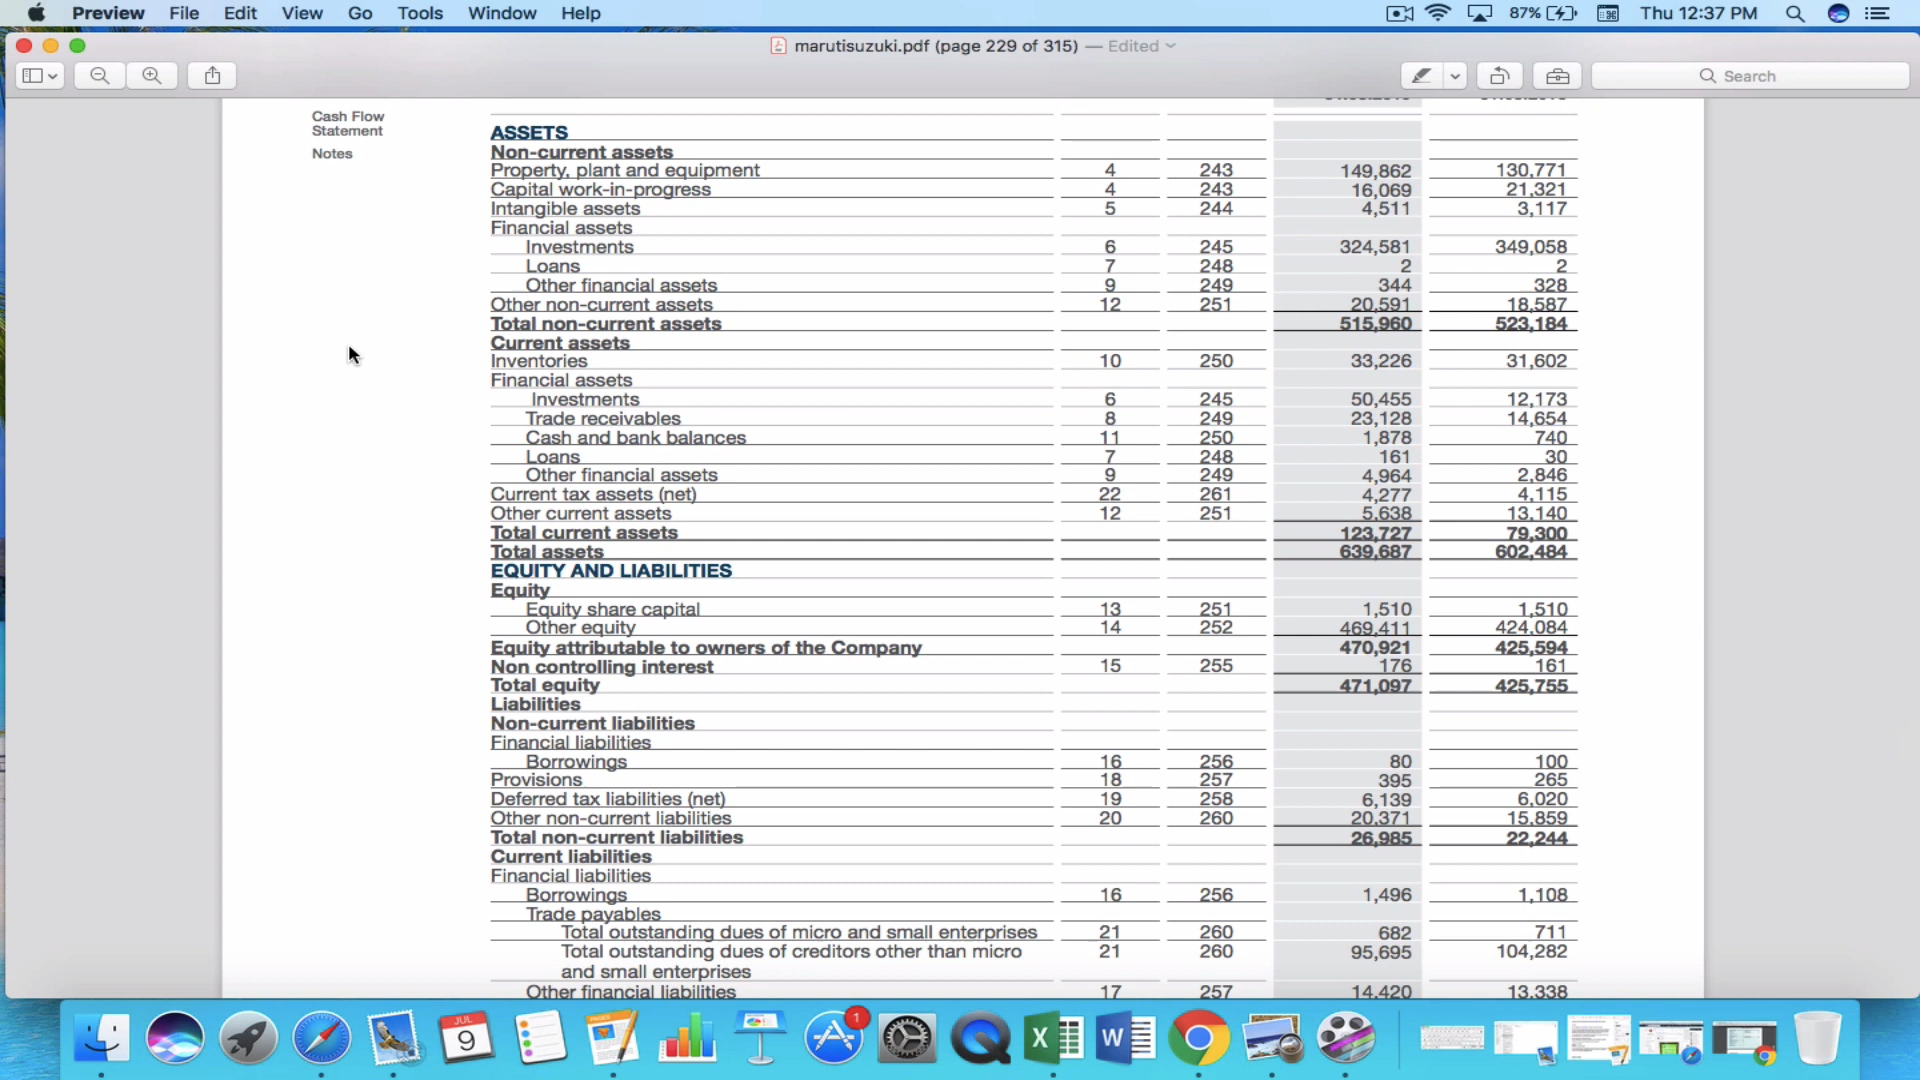 Preview File Edit View Go Tools Window Help 87% Thu 12:37 PM
marutisuzuki.pdf (page 229 of 315) — Edited
Search
Cash Flow
Statement
Notes
ASSETS
Non-current assets
Property, plant and equipment 4 243 149,862 130,771
Capital work-in-progress 4 243 16,069 21,321
Intangible assets 5 244 4,511 3,117
Financial assets
Investments 6 245 324,581 349,058
Loans 7 248 2 2
Other financial assets 9 249 344 328
Other non-current assets 12 251 20,591 18,587
Total non-current assets 515,960 523,184
Current assets
Inventories 10 250 33,226 31,602
Financial assets
Investments 6 245 50,455 12,173
Trade receivables 8 249 23,128 14,654
Cash and bank balances 11 250 1,878 740
Loans 7 248 161 30
Other financial assets 9 249 4,964 2,846
Current tax assets (net) 22 261 4,277 4,115
Other current assets 12 251 5,638 13,140
Total current assets 123,727 79,300
Total assets 639,687 602,484
EQUITY AND LIABILITIES
Equity
Equity share capital 13 251 1,510 1,510
Other equity 14 252 469,411 424,084
Equity attributable to owners of the Company 470,921 425,594
Non controlling interest 15 255 176 161
Total equity 471,097 425,755
Liabilities
Non-current liabilities
Financial liabilities
Borrowings 16 256 80 100
Provisions 18 257 395 265
Deferred tax liabilities (net) 19 258 6,139 6,020
Other non-current liabilities 20 260 20,371 15,859
Total non-current liabilities 26,985 22,244
Current liabilities
Financial liabilities
Borrowings 16 256 1,496 1,108
Trade payables
Total outstanding dues of micro and small enterprises 21 260 682 711
Total outstanding dues of creditors other than micro 21 260 95,695 104,282
and small enterprises
Other financial liabilities 17 257 14,420 13,338
JUL
9
PAGES
1
X
W